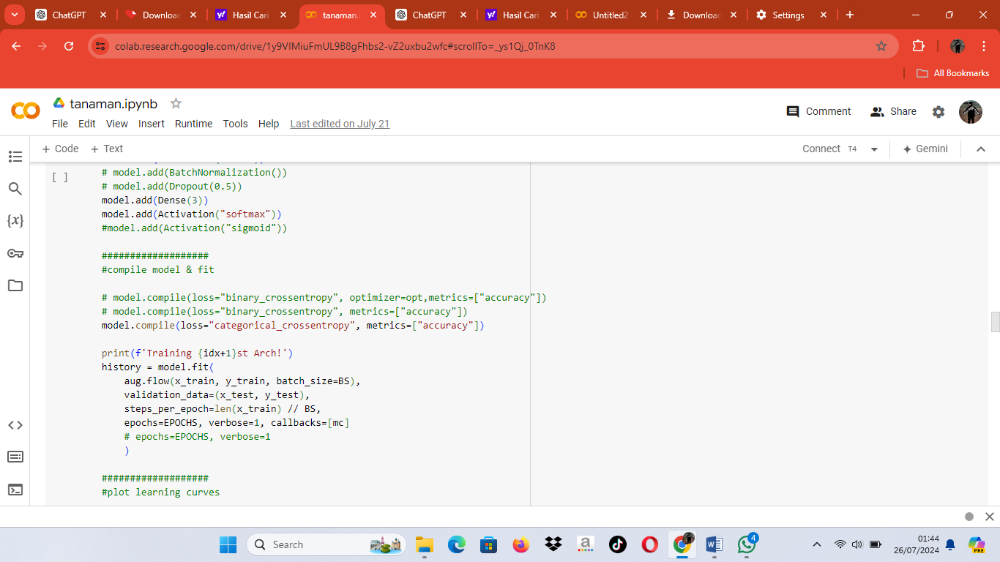 ChatGPT
Download
Hasil Cari
tanaman.
ChatGPT
Hasil Cari
Untitled2
Download
Settings
colab.research.google.com/drive/1y9VIMiuFmUL9B8gFhbs2-vZ2uxbu2wfc#scrollTo=_ys1Qj_0TnK8
All Bookmarks
tanaman.ipynb
File Edit View Insert Runtime Tools Help Last edited on July 21
Comment
Share
+ Code + Text
Connect T4
Gemini
[ ]
# model.add(BatchNormalization())
# model.add(Dropout(0.5))
model.add(Dense(3))
model.add(Activation("softmax"))
#model.add(Activation("sigmoid"))
###################
#compile model & fit
# model.compile(loss="binary_crossentropy", optimizer=opt,metrics=["accuracy"])
# model.compile(loss="binary_crossentropy", metrics=["accuracy"])
model.compile(loss="categorical_crossentropy", metrics=["accuracy"])
print(f'Training {idx+1}st Arch!')
history = model.fit(
aug.flow(x_train, y_train, batch_size=BS),
validation_data=(x_test, y_test),
steps_per_epoch=len(x_train) // BS,
epochs=EPOCHS, verbose=1, callbacks=[mc]
# epochs=EPOCHS, verbose=1
)
###################
#plot learning curves
Search
4
01:44
26/07/2024
PRE